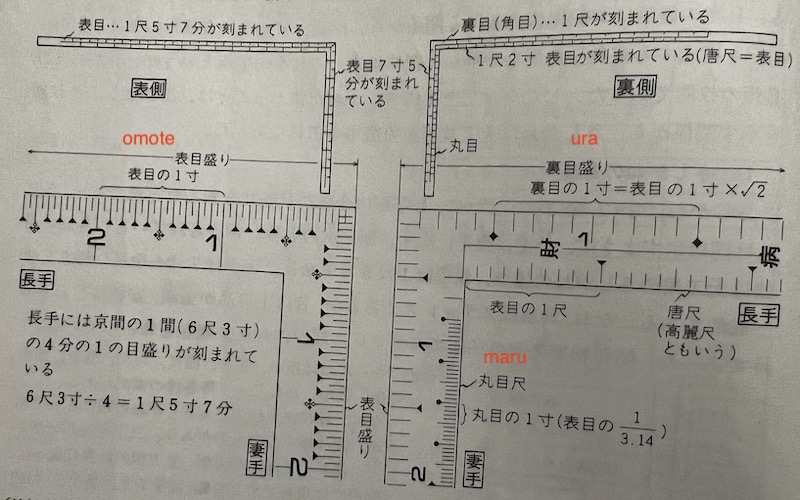 表目…1尺5寸7分が刻まれている
裏目(角目)…1尺が刻まれている
1尺2寸 表目が刻まれている(唐尺=表目)
表目7寸5
分が刻まれ
ている
表側
裏側
丸目
omote
ura
表目盛り
裏目盛り
表目の1寸
裏目の1寸=表目の1寸×√2
2
1
財
1
病
長手
表目の1尺
唐尺
(高麗尺
ともいう)
長手
長手には京間の1間(6尺3寸)
の4分の1の目盛りが刻まれて
いる
6尺3寸÷4=1尺5寸7分
1
2
妻手
表目盛り
1
2
妻手
maru
丸目尺
丸目の1寸(表目の1/3.14)